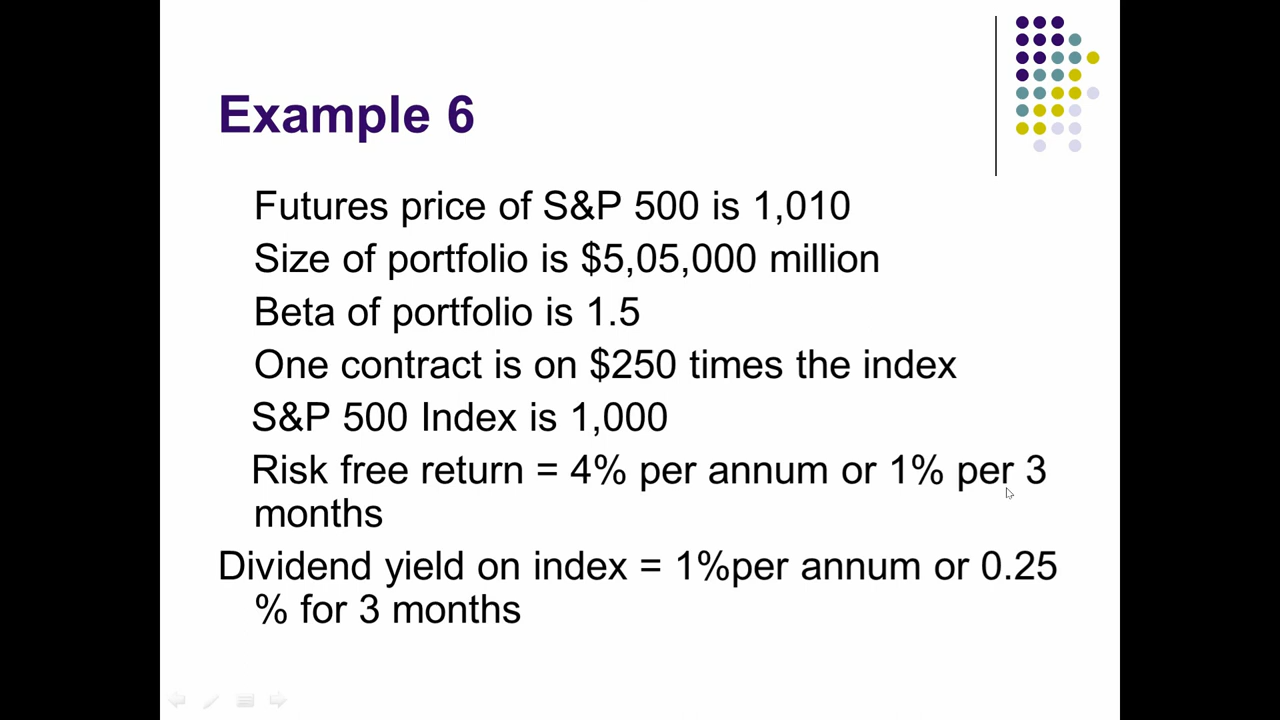 Example 6
Futures price of S&P 500 is 1,010
Size of portfolio is $5,05,000 million
Beta of portfolio is 1.5
One contract is on $250 times the index
S&P 500 Index is 1,000
Risk free return = 4% per annum or 1% per 3
months
Dividend yield on index = 1%per annum or 0.25
% for 3 months